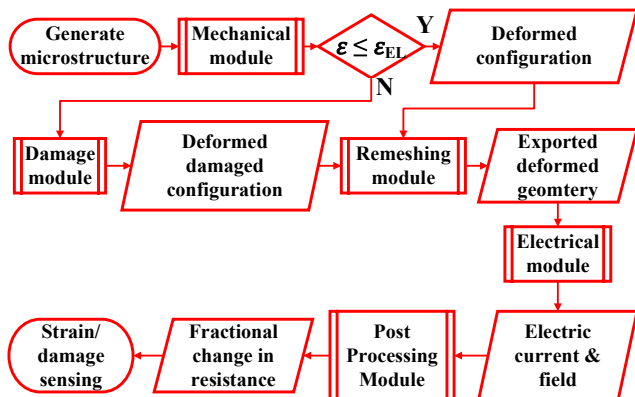 Generate
microstructure
Mechanical
module
ε ≤ εEL
Y
Deformed
configuration
N
Damage
module
Deformed
damaged
configuration
Remeshing
module
Exported
deformed
geomtery
Electrical
module
Strain/
damage
sensing
Fractional
change in
resistance
Post
Processing
Module
Electric
current &
field